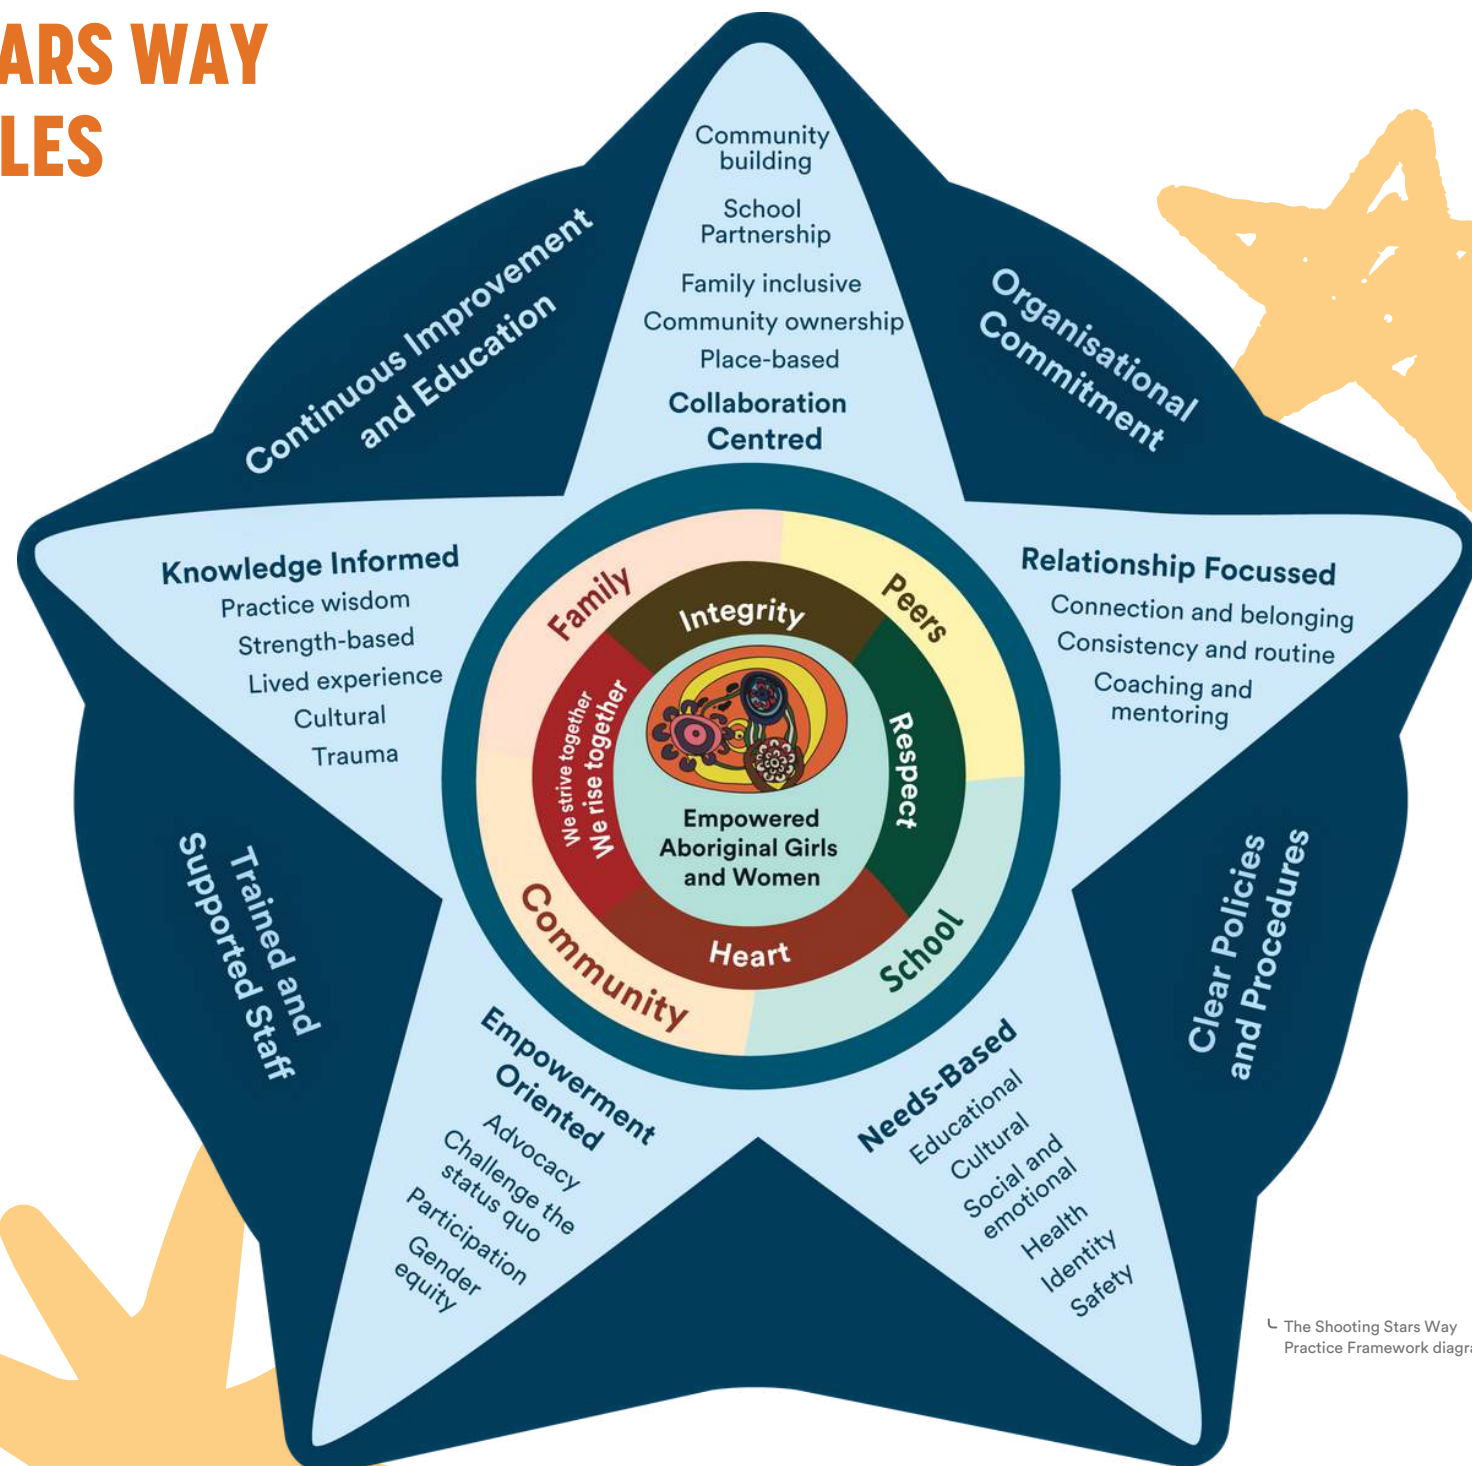 ARS WAY
LES
Community
building
School
Partnership
Family inclusive
Community ownership
Place-based
Collaboration
Centred
Continuous Improvement
and Education
Organisational
Commitment
Knowledge Informed
Practice wisdom
Strength-based
Lived experience
Cultural
Trauma
Relationship Focussed
Connection and belonging
Consistency and routine
Coaching and
mentoring
Family
Peers
School
Community
Integrity
Respect
Heart
We strive together
We rise together
Empowered
Aboriginal Girls
and Women
Trained and
Supported Staff
Clear Policies
and Procedures
Empowerment
Oriented
Advocacy
Challenge the
status quo
Participation
Gender
equity
Needs-Based
Educational
Cultural
Social and
emotional
Health
Identity
Safety
The Shooting Stars Way
Practice Framework diagra